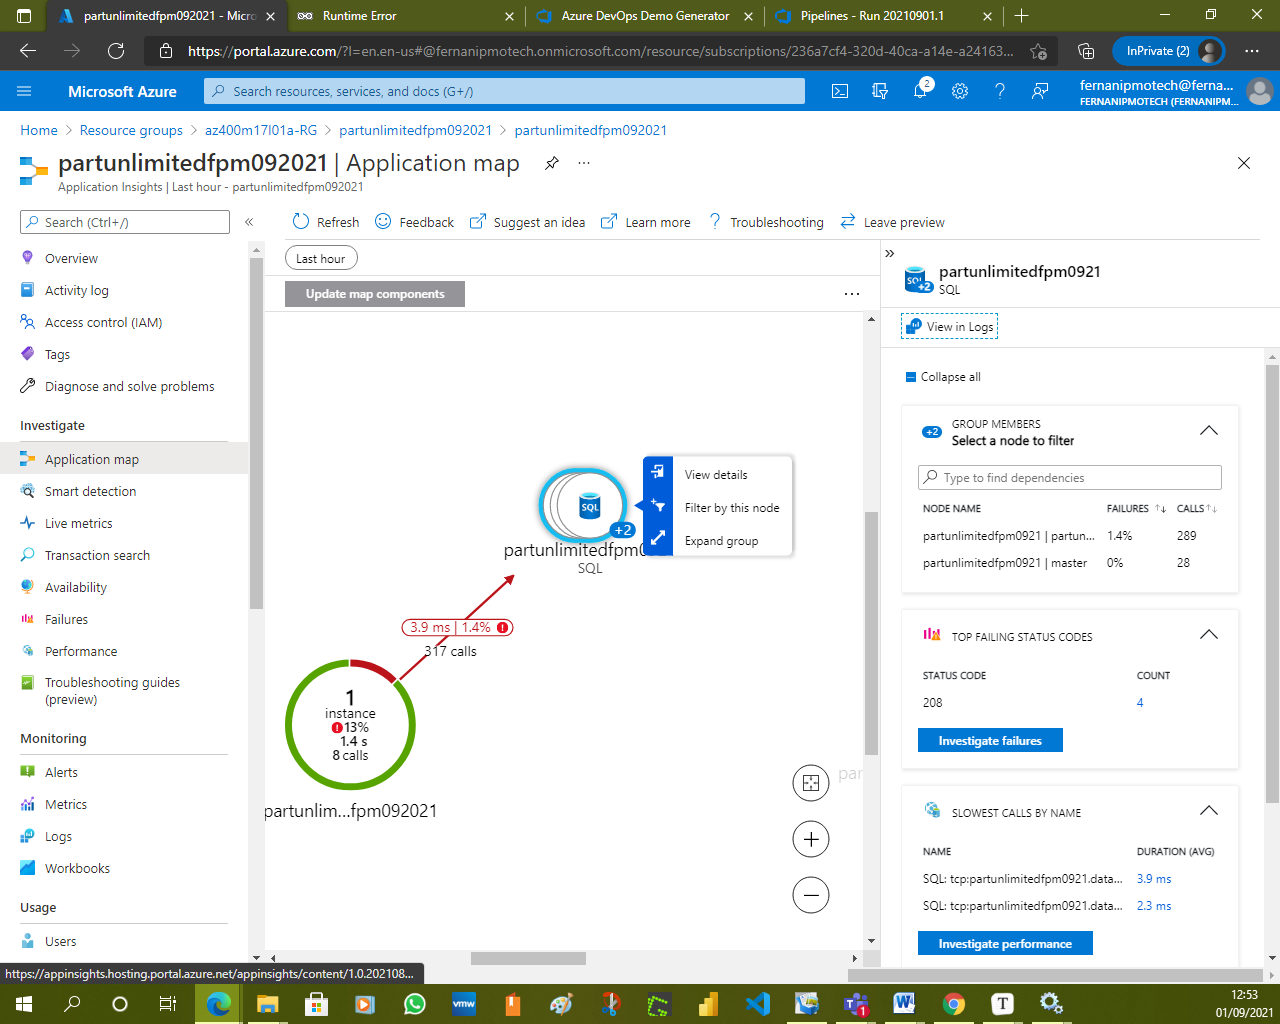 partunlimitedfpm092021 - Micro
Runtime Error
Azure DevOps Demo Generator
Pipelines - Run 20210901.1
https://portal.azure.com/?l=en.en-us#@fernanipmotech.onmicrosoft.com/resource/subscriptions/236a7cf4-320d-40ca-a14e-a24163...
InPrivate (2)
Microsoft Azure
Search resources, services, and docs (G+/)
2
fernanipmotech@ferna...
FERNANIPMOTECH (FERNANIPM...
Home > Resource groups > az400m17l01a-RG > partunlimitedfpm092021 > partunlimitedfpm092021
partunlimitedfpm092021 | Application map
Application Insights | Last hour - partunlimitedfpm092021
Search (Ctrl+/)
Refresh
Feedback
Suggest an idea
Learn more
Troubleshooting
Leave preview
Overview
Activity log
Access control (IAM)
Tags
Diagnose and solve problems
Investigate
Application map
Smart detection
Live metrics
Transaction search
Availability
Failures
Performance
Troubleshooting guides
(preview)
Monitoring
Alerts
Metrics
Logs
Workbooks
Usage
Users
Last hour
Update map components
SQL
+2
partunlimitedfpm0
SQL
View details
Filter by this node
Expand group
3.9 ms | 1.4%
317 calls
1
instance
13%
1.4 s
8 calls
partunlim...fpm092021
par
SQL
+2
partunlimitedfpm0921
SQL
View in Logs
Collapse all
+2
GROUP MEMBERS
Select a node to filter
Type to find dependencies
NODE NAME FAILURES ↑↓ CALLS↑↓
partunlimitedfpm0921 | partun... 1.4% 289
partunlimitedfpm0921 | master 0% 28
TOP FAILING STATUS CODES
STATUS CODE COUNT
208 4
Investigate failures
SLOWEST CALLS BY NAME
NAME DURATION (AVG)
SQL: tcp:partunlimitedfpm0921.data... 3.9 ms
SQL: tcp:partunlimitedfpm0921.data... 2.3 ms
Investigate performance
https://appinsights.hosting.portal.azure.net/appinsights/content/1.0.202108...
vmw
1
W
T
12:53
01/09/2021